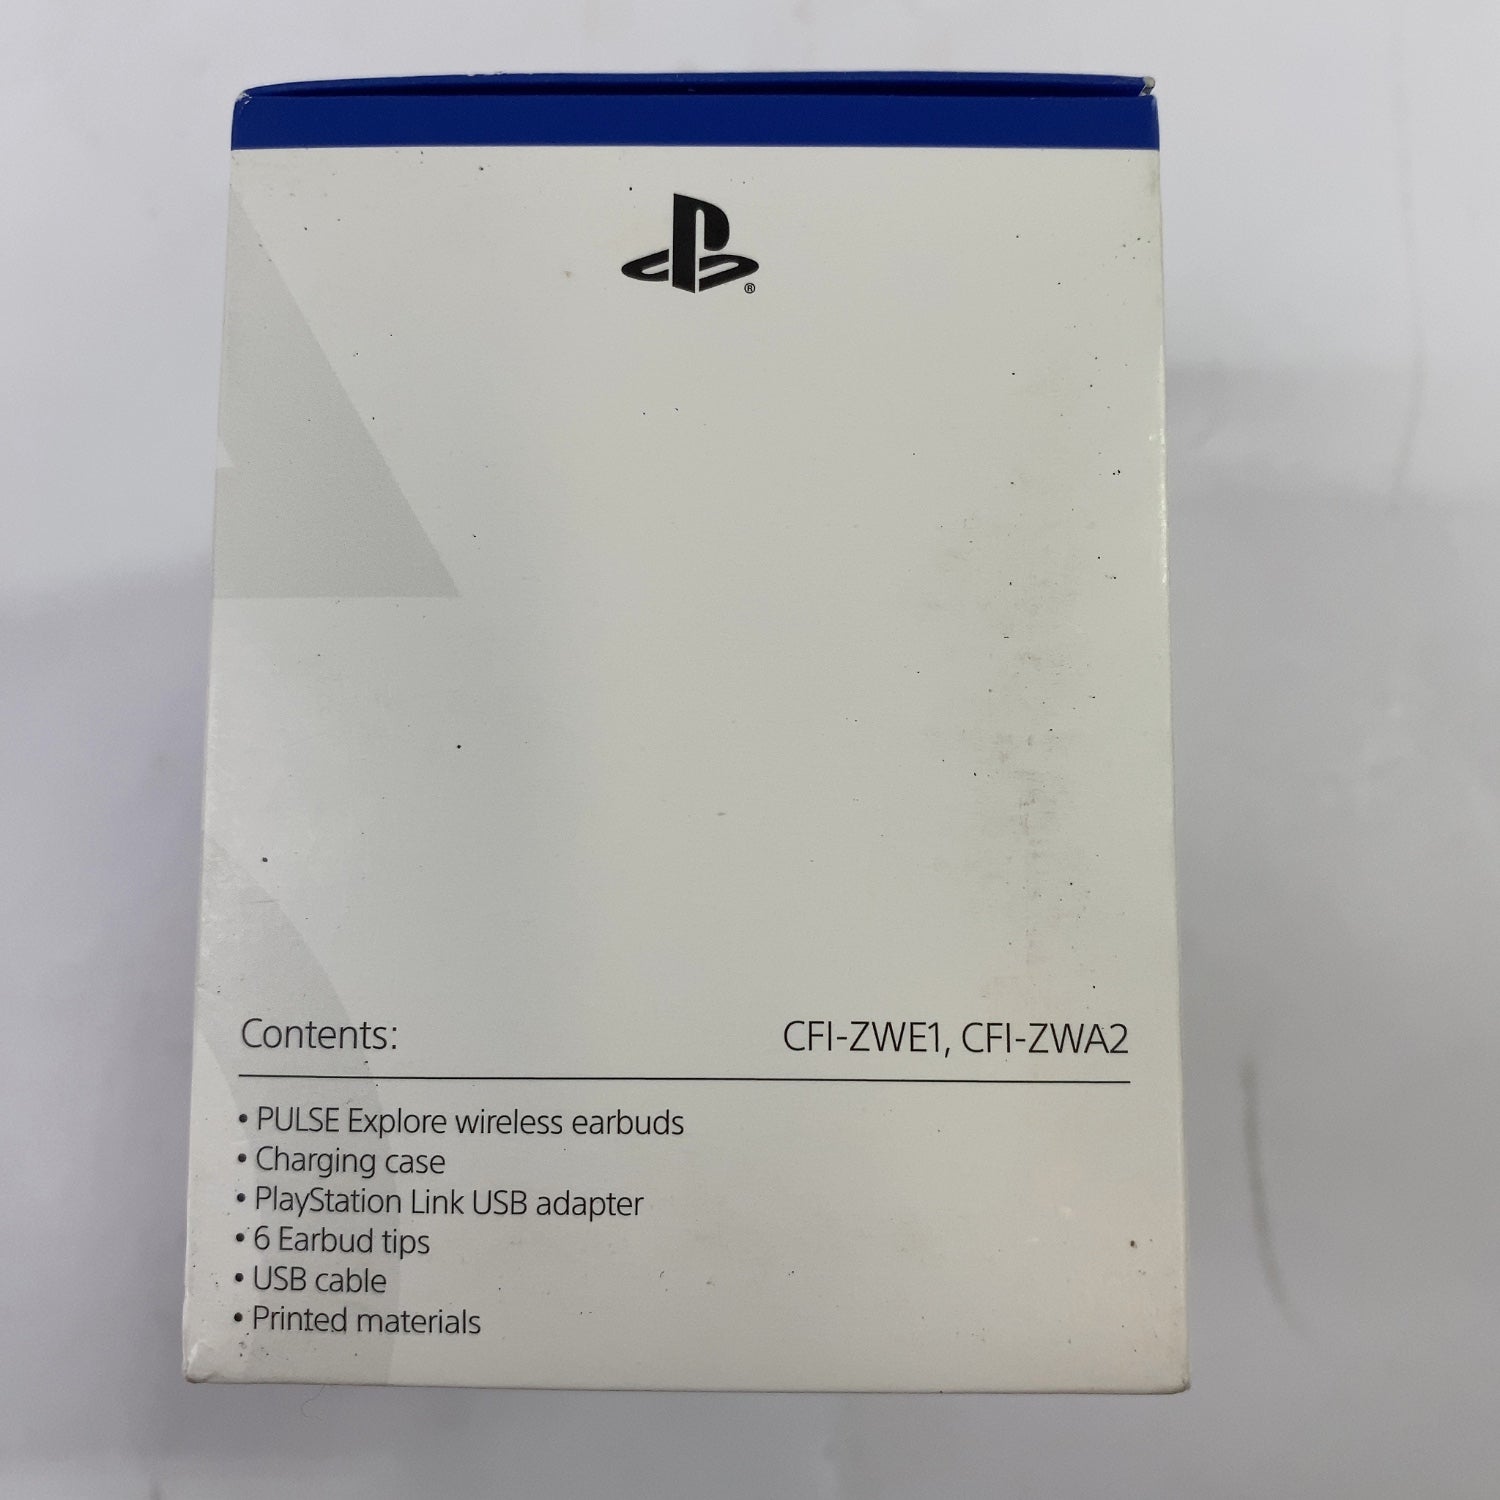 Contents: CFI-ZWE1, CFI-ZWA2
• PULSE Explore wireless earbuds
• Charging case
• PlayStation Link USB adapter
• 6 Earbud tips
• USB cable
• Printed materials